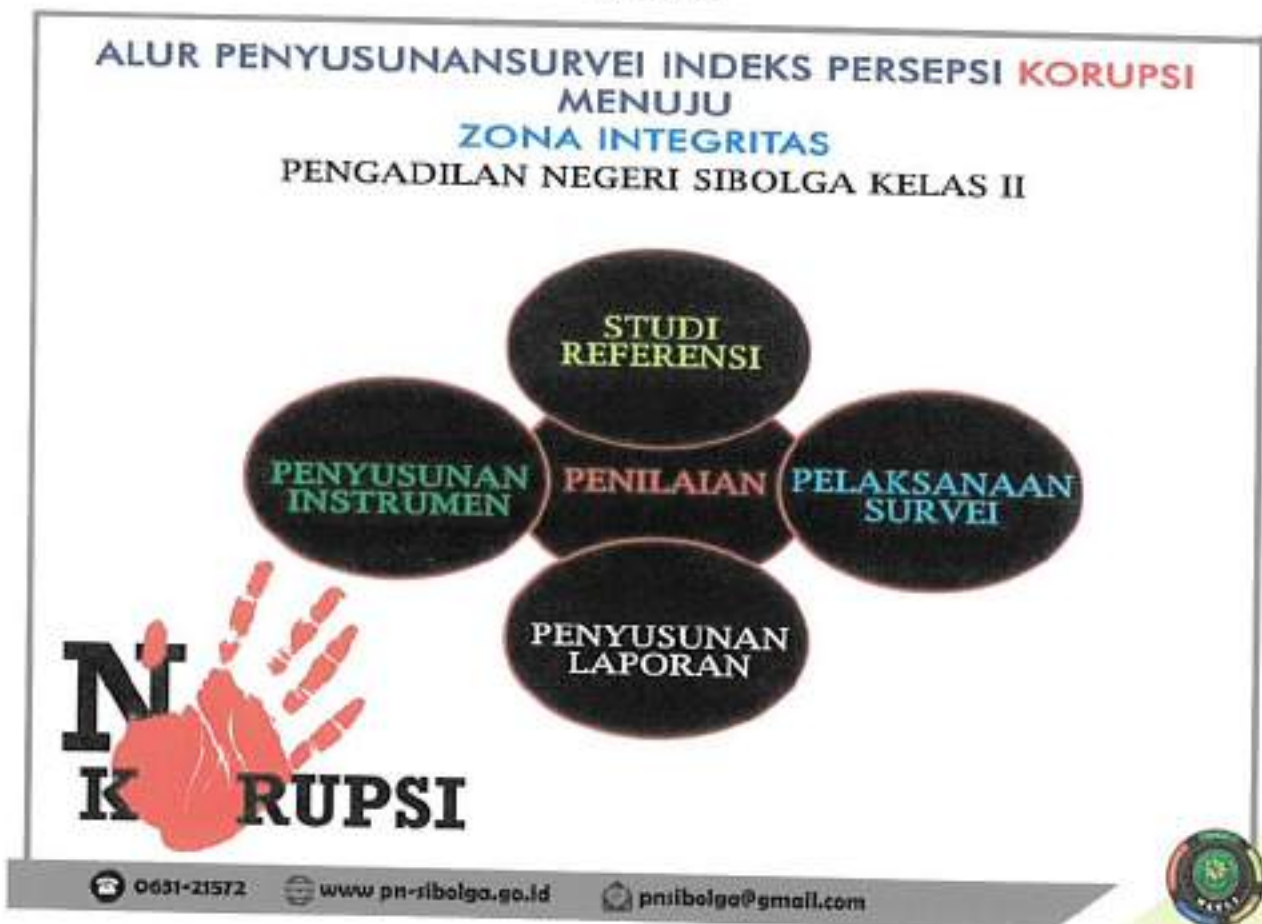 ALUR PENYUSUNANSURVEI INDEKS PERSEPSI KORUPSI
MENUJU
ZONA INTEGRITAS
PENGADILAN NEGERI SIBOLGA KELAS II
STUDI
REFERENSI
PENYUSUNAN
INSTRUMEN
PENILAIAN
PELAKSANAAN
SURVEI
PENYUSUNAN
LAPORAN
N
K RUPSI
0631-21572 www pn-sibolga.go.id pnsibolga@gmail.com